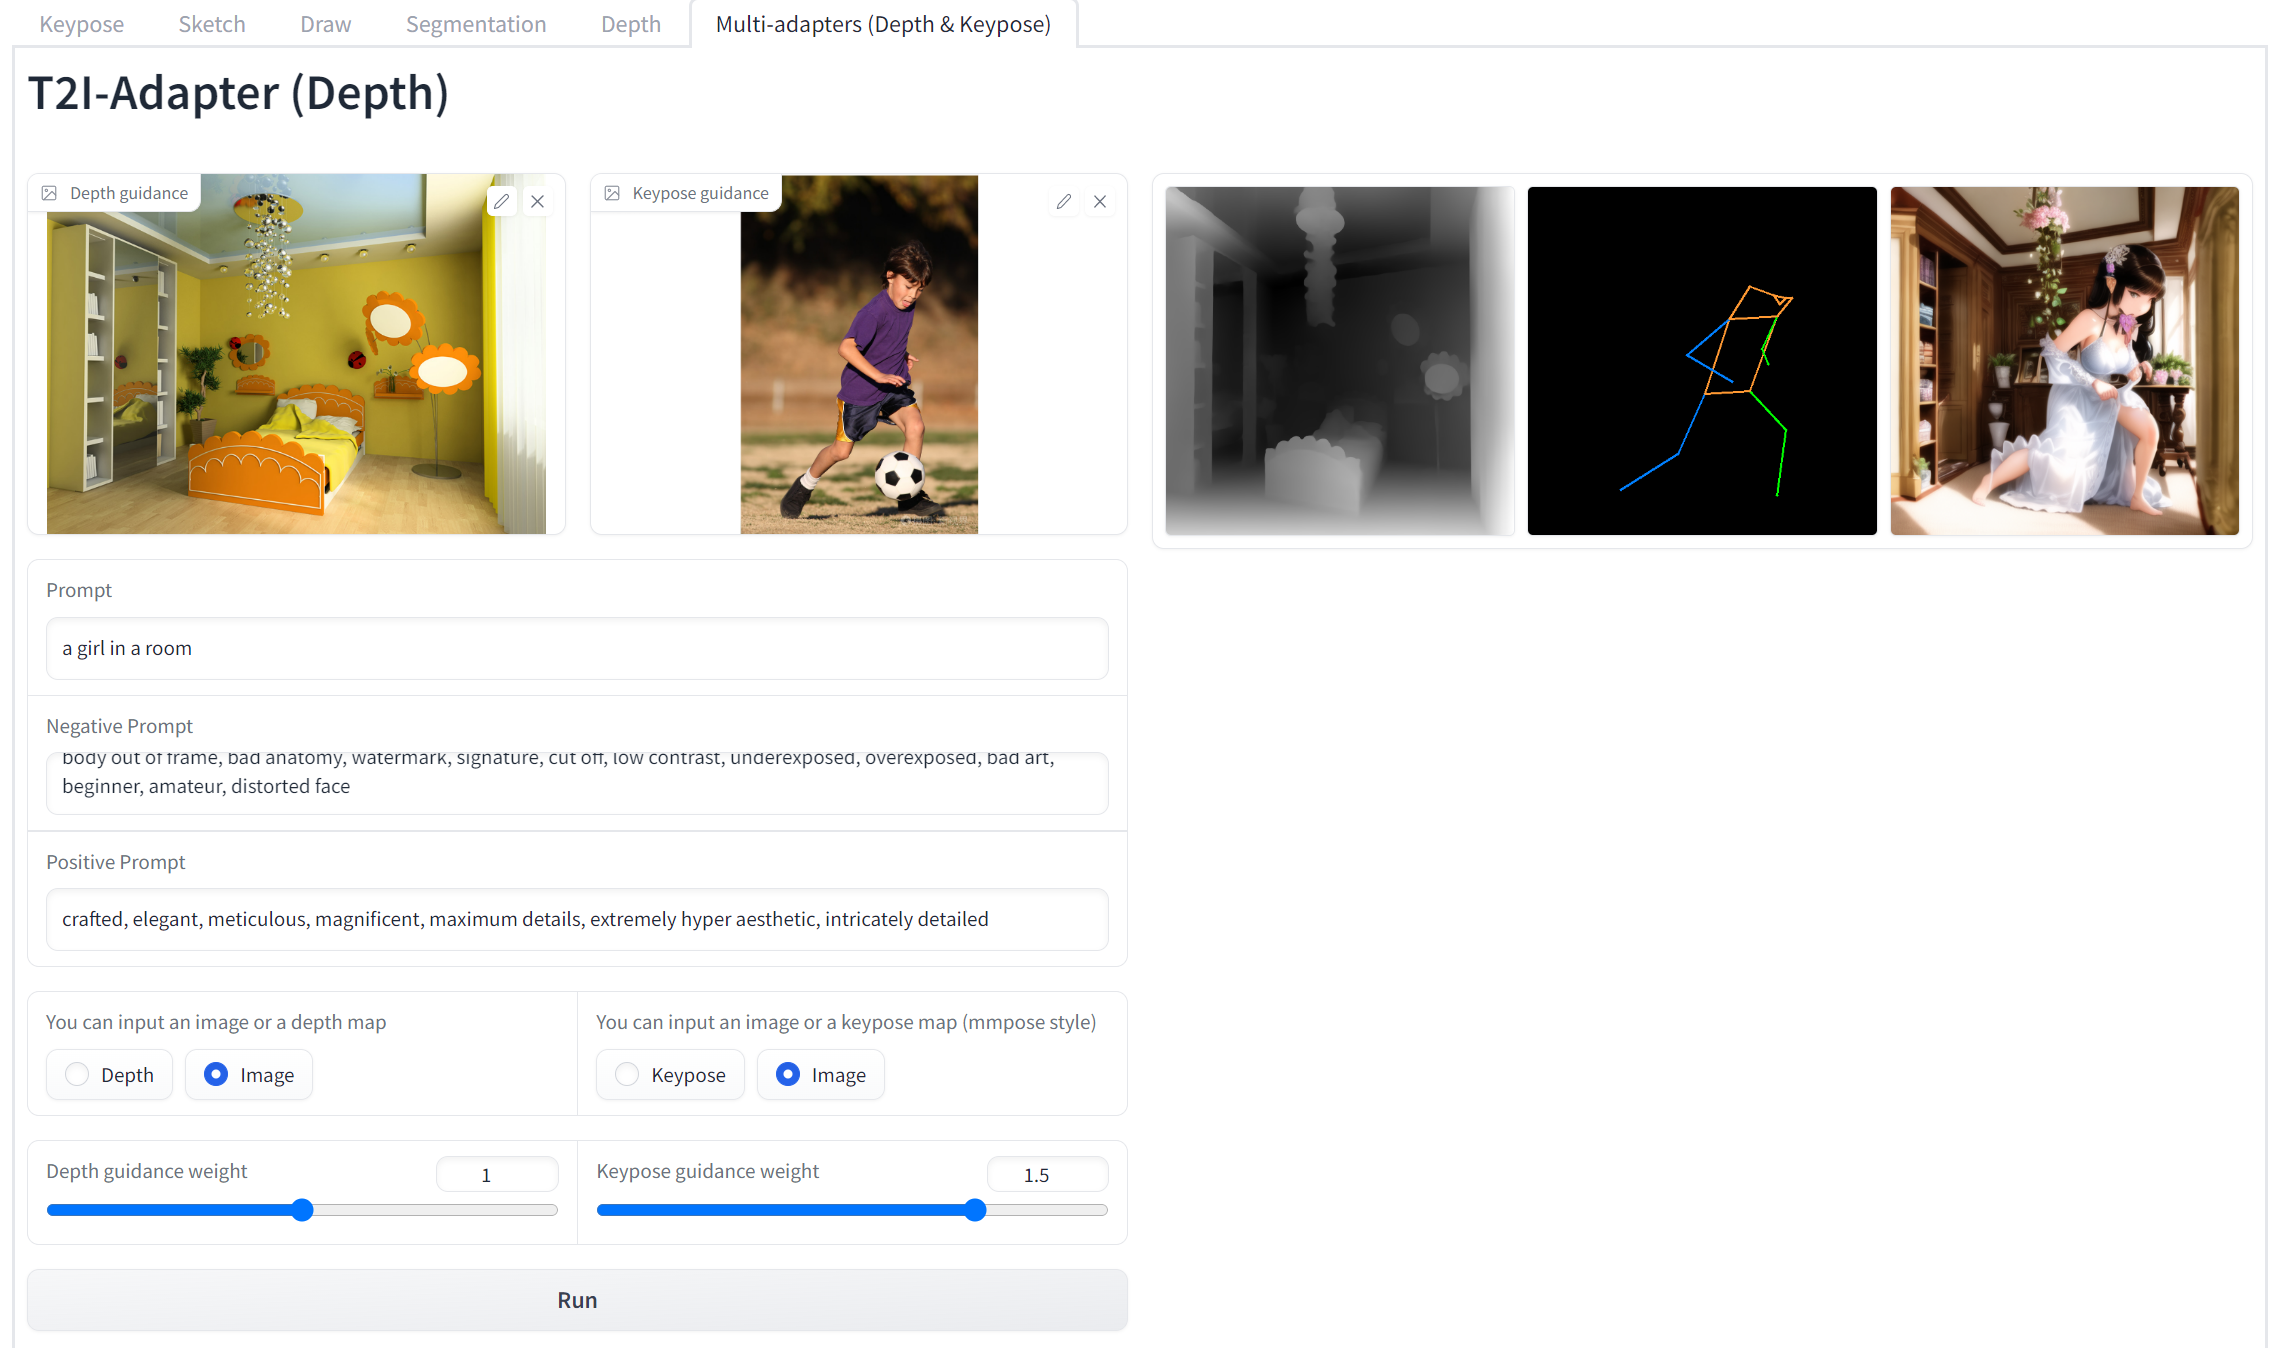 Keypose Sketch Draw Segmentation Depth Multi-adapters (Depth & Keypose)
T2I-Adapter (Depth)
Depth guidance
Keypose guidance
Prompt
a girl in a room
Negative Prompt
body out of frame, bad anatomy, watermark, signature, cut off, low contrast, underexposed, overexposed, bad art,
beginner, amateur, distorted face
Positive Prompt
crafted, elegant, meticulous, magnificent, maximum details, extremely hyper aesthetic, intricately detailed
You can input an image or a depth map
Depth Image
You can input an image or a keypose map (mmpose style)
Keypose Image
Depth guidance weight 1
Keypose guidance weight 1.5
Run